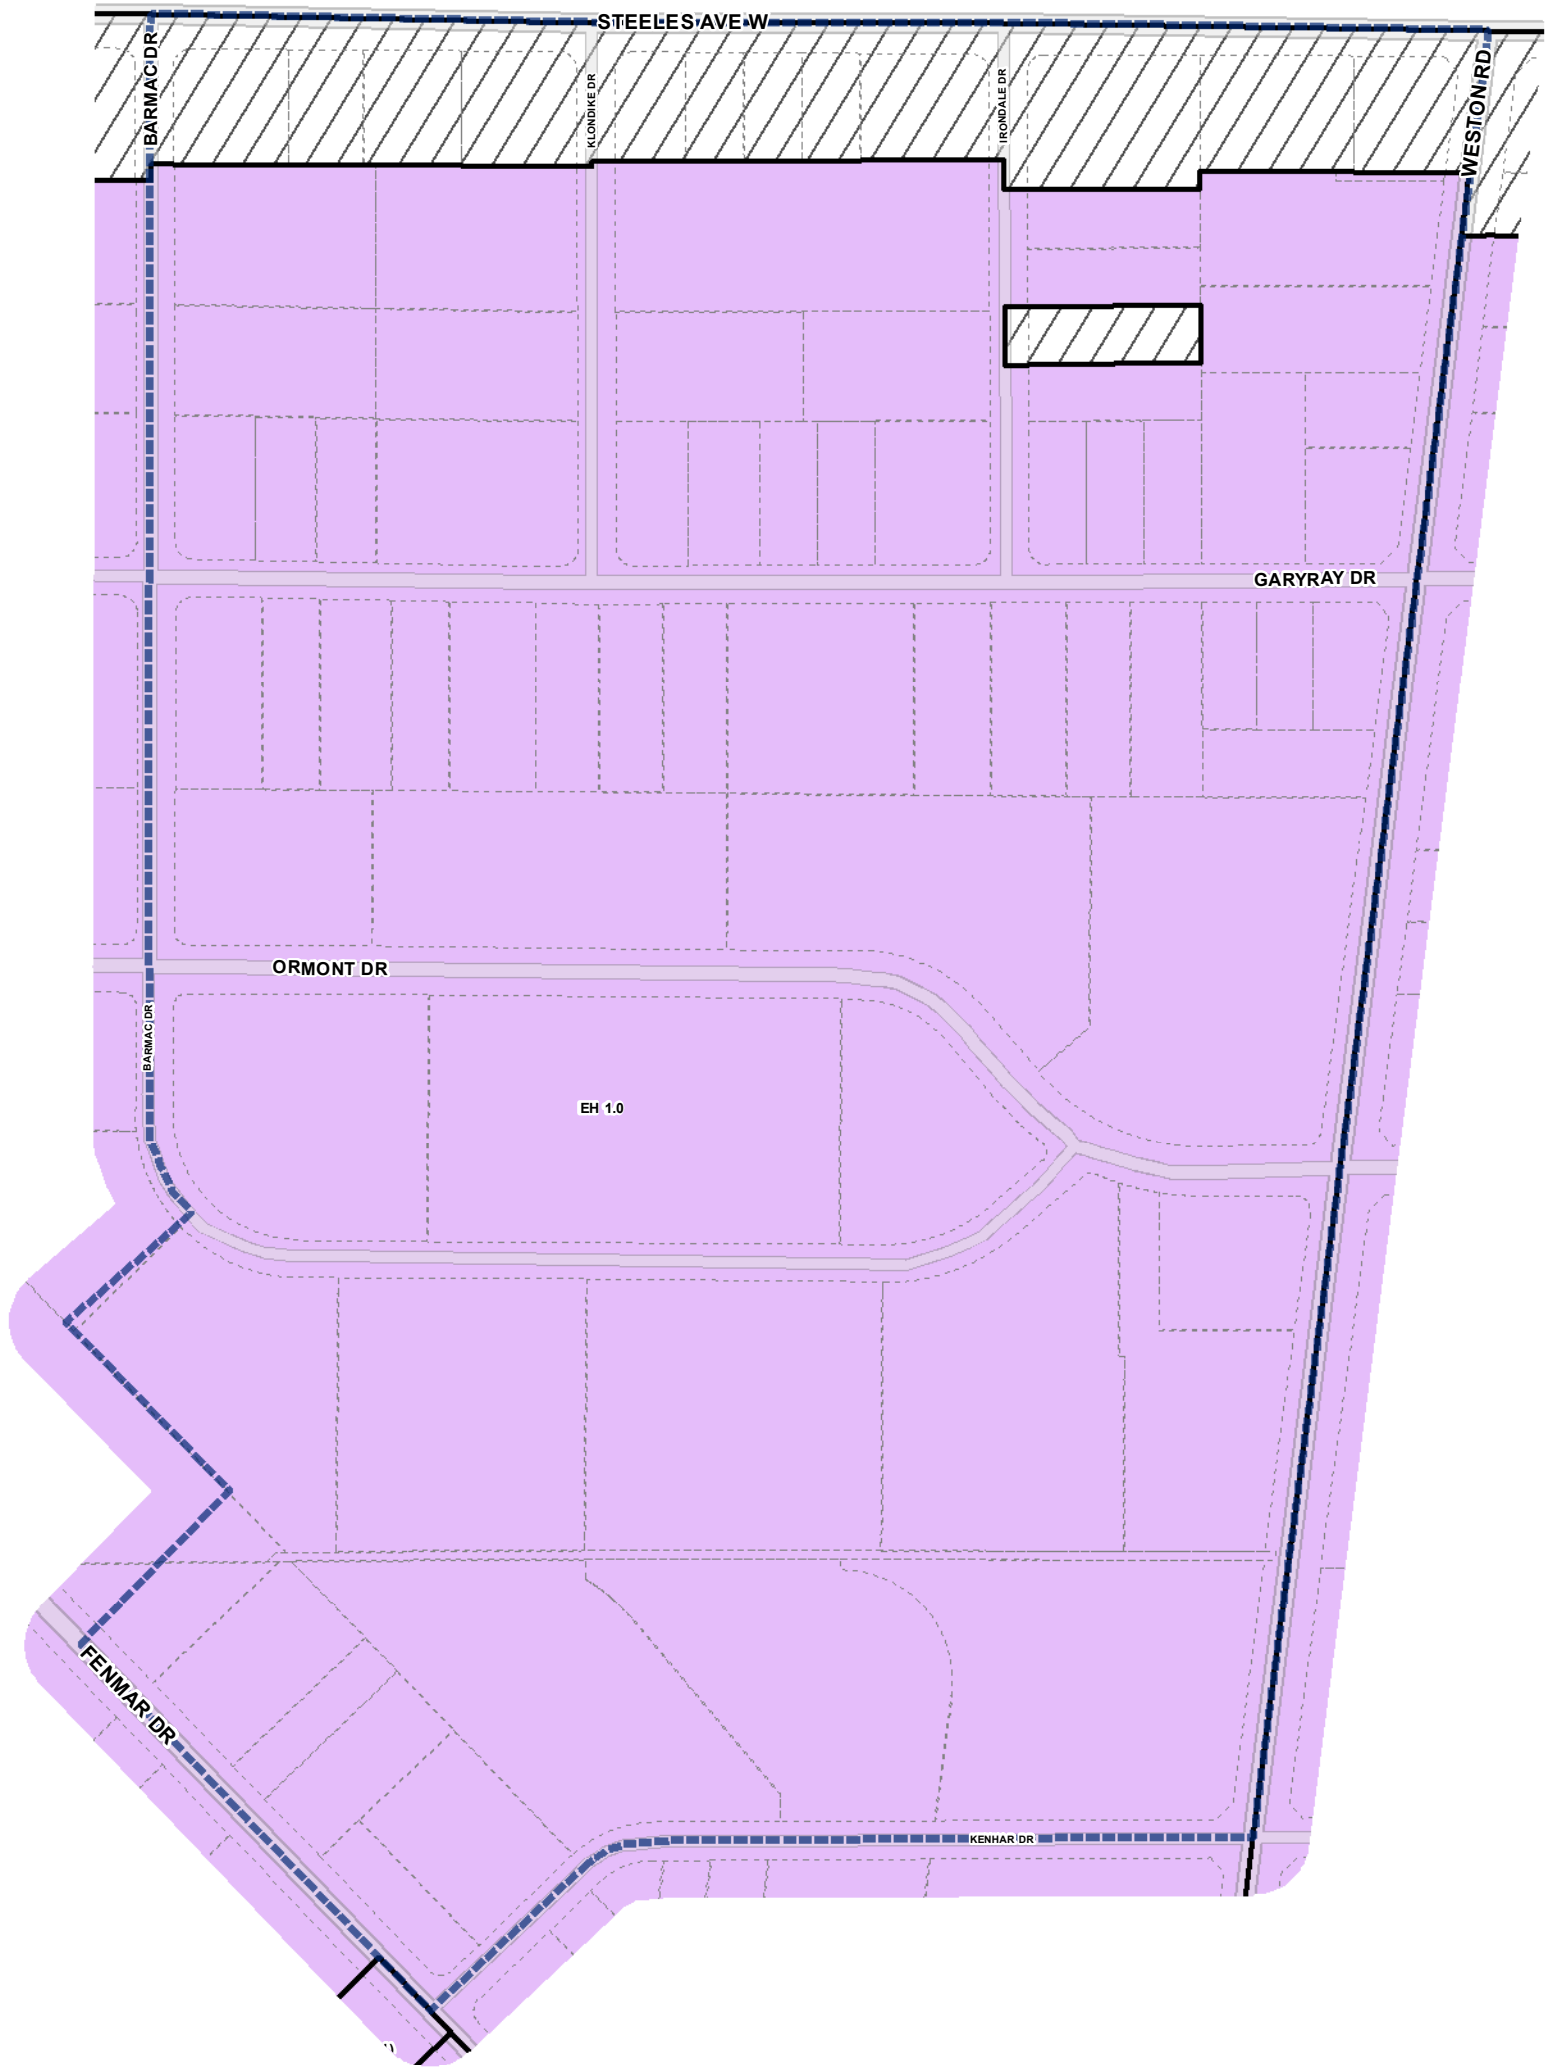 STEELES AVE W
BARMAC DR
KLONDIKE DR
IRONDALE DR
WESTON RD
GARYRAY DR
ORMONT DR
BARMAC DR
EH 1.0
FENMAR DR
KENHAR DR